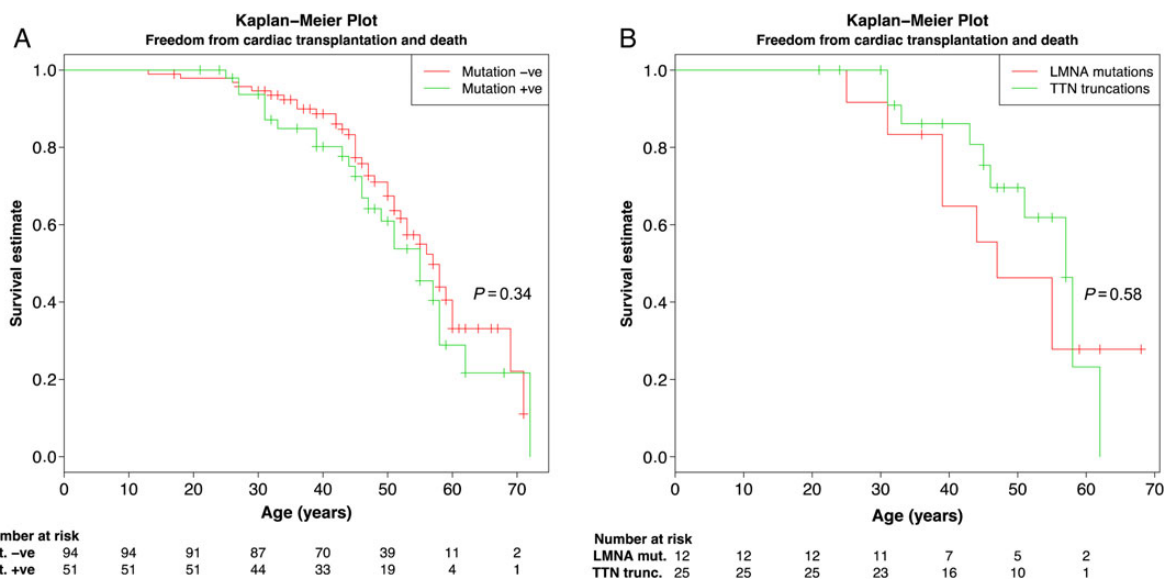 A
Kaplan–Meier Plot
Freedom from cardiac transplantation and death
Mutation –ve
Mutation +ve
1.0
0.8
0.6
0.4
0.2
0.0
Survival estimate
P = 0.34
0 10 20 30 40 50 60 70
Age (years)
mber at risk
t. –ve 94 94 91 87 70 39 11 2
t. +ve 51 51 51 44 33 19 4 1
B
Kaplan–Meier Plot
Freedom from cardiac transplantation and death
LMNA mutations
TTN truncations
1.0
0.8
0.6
0.4
0.2
0.0
Survival estimate
P = 0.58
0 10 20 30 40 50 60 70
Age (years)
Number at risk
LMNA mut. 12 12 12 11 7 5 2
TTN trunc. 25 25 25 23 16 10 1